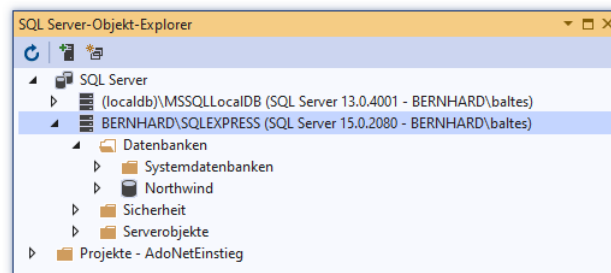 SQL Server-Objekt-Explorer
SQL Server
(localdb)\MSSQLLocalDB (SQL Server 13.0.4001 - BERNHARD\baltes)
BERNHARD\SQLEXPRESS (SQL Server 15.0.2080 - BERNHARD\baltes)
Datenbanken
Systemdatenbanken
Northwind
Sicherheit
Serverobjekte
Projekte - AdoNetEinstieg